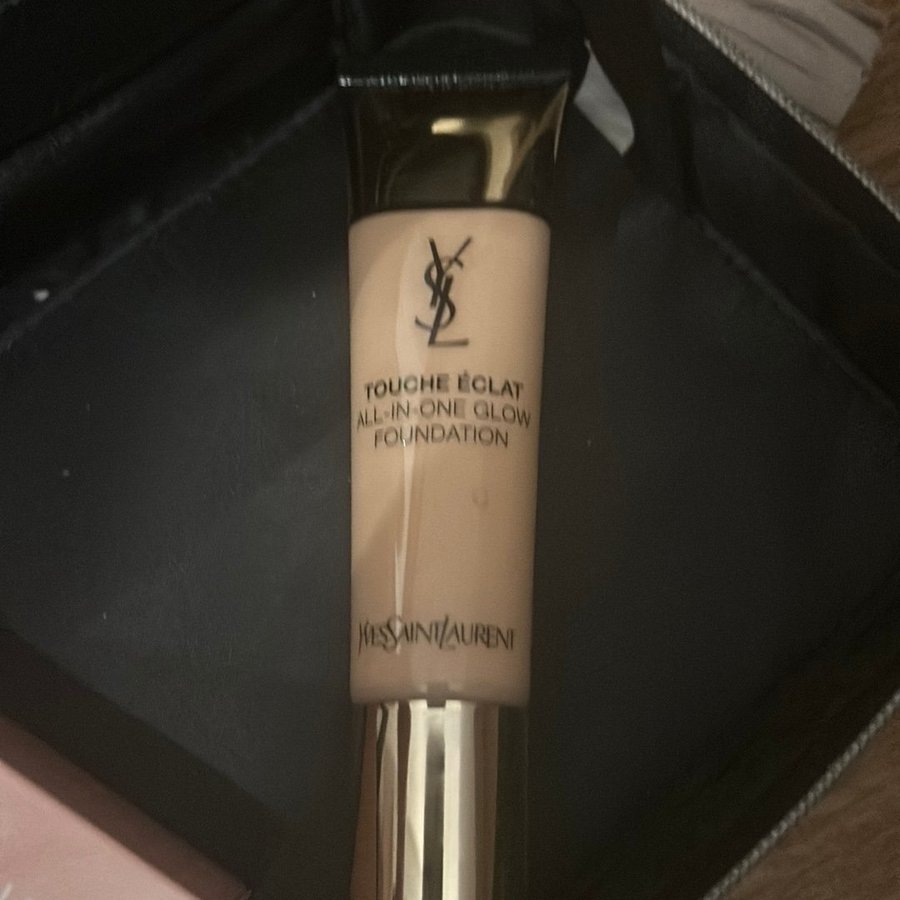 YSL
TOUCHE ÉCLAT
ALL-IN-ONE GLOW
FOUNDATION
YVESSAINTLAURENT